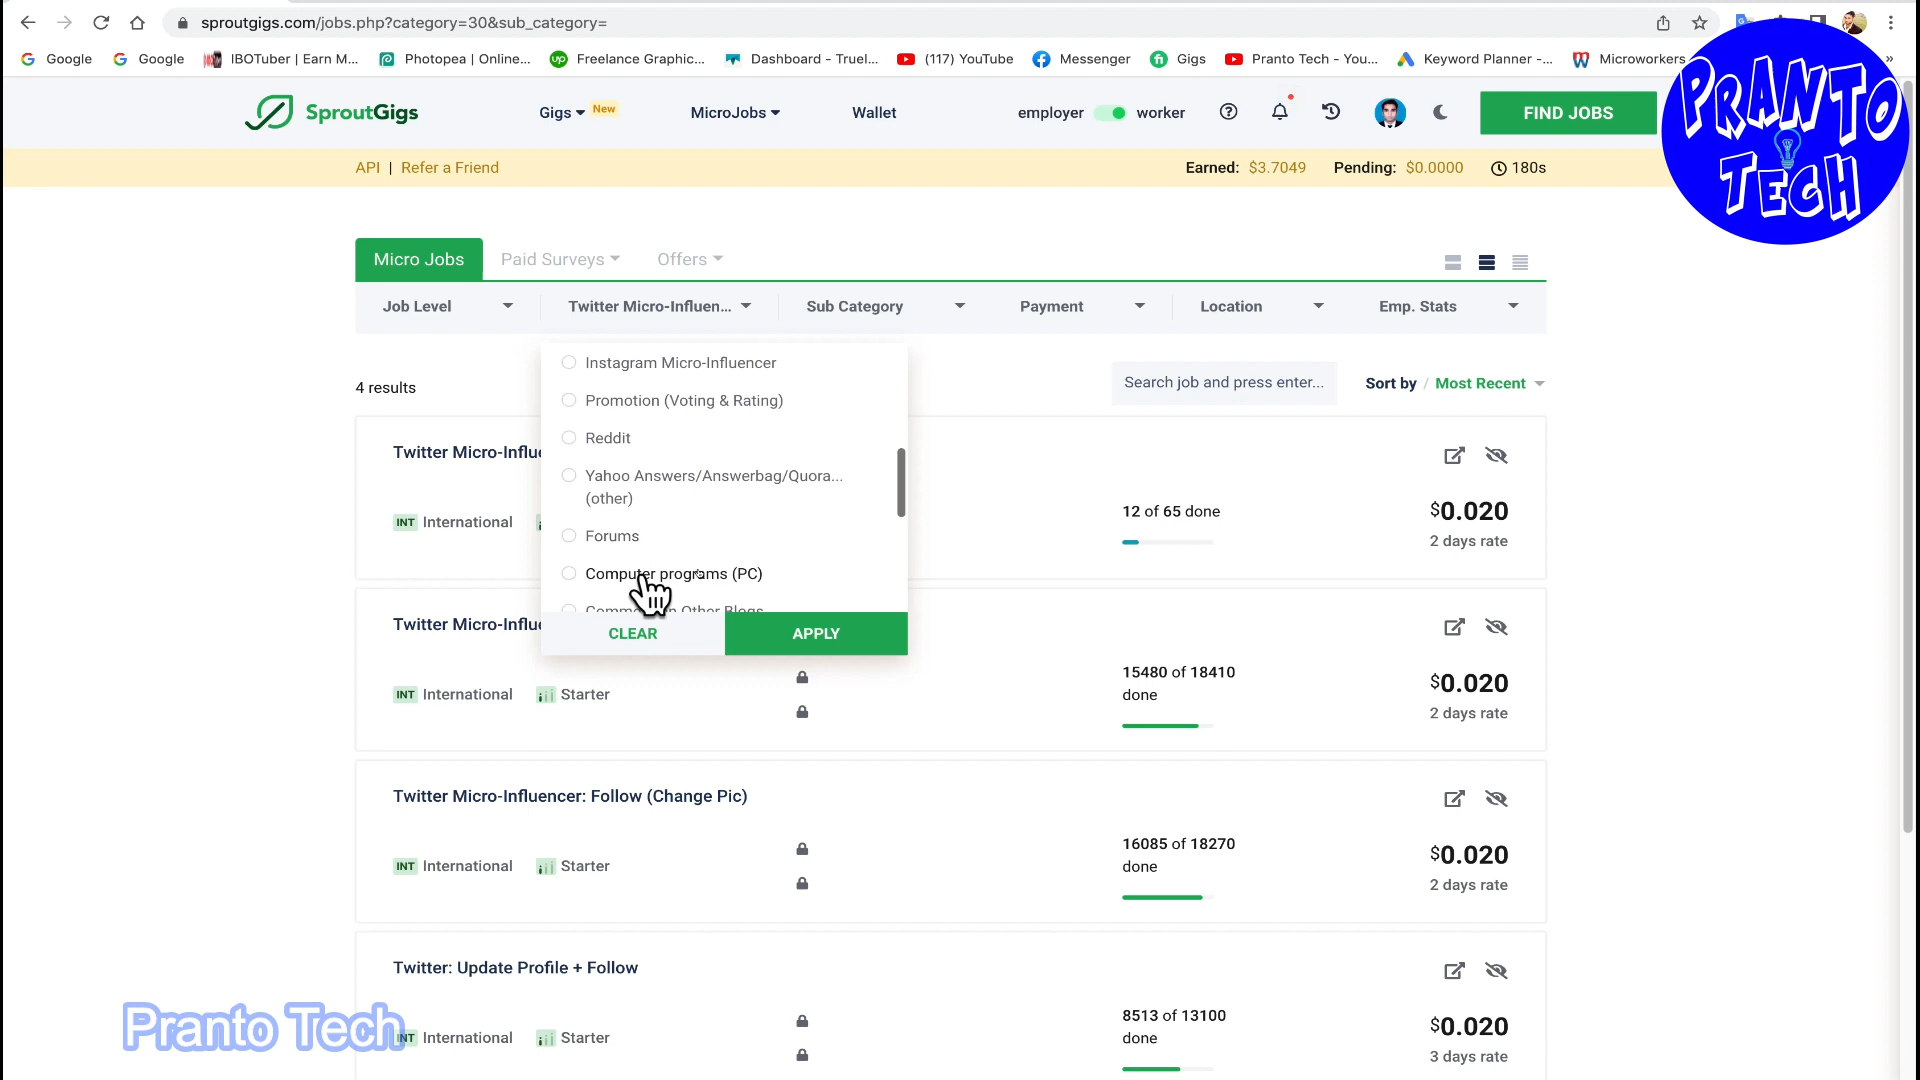 sproutgigs.com/jobs.php?category=30&sub_category=
Google
Google
IBOTuber | Earn M...
Photopea | Online...
Freelance Graphic...
Dashboard - Truel...
(117) YouTube
Messenger
Gigs
Pranto Tech - You...
Keyword Planner -...
Microworkers
»
PRANTO
TECH
SproutGigs
Gigs
New
MicroJobs
Wallet
employer
worker
FIND JOBS
API | Refer a Friend
Earned: $3.7049
Pending: $0.0000
180s
Micro Jobs
Paid Surveys
Offers
Job Level
Twitter Micro-Influen...
Sub Category
Payment
Location
Emp. Stats
4 results
Search job and press enter...
Sort by / Most Recent
Instagram Micro-Influencer
Promotion (Voting & Rating)
Reddit
Yahoo Answers/Answerbag/Quora...
(other)
Forums
Computer programs (PC)
CLEAR
APPLY
Twitter Micro-Influe
INT International
12 of 65 done
$0.020
2 days rate
Twitter Micro-Influe
INT International
Starter
15480 of 18410
done
$0.020
2 days rate
Twitter Micro-Influencer: Follow (Change Pic)
INT International
Starter
16085 of 18270
done
$0.020
2 days rate
Twitter: Update Profile + Follow
INT International
Starter
8513 of 13100
done
$0.020
3 days rate
Pranto Tech